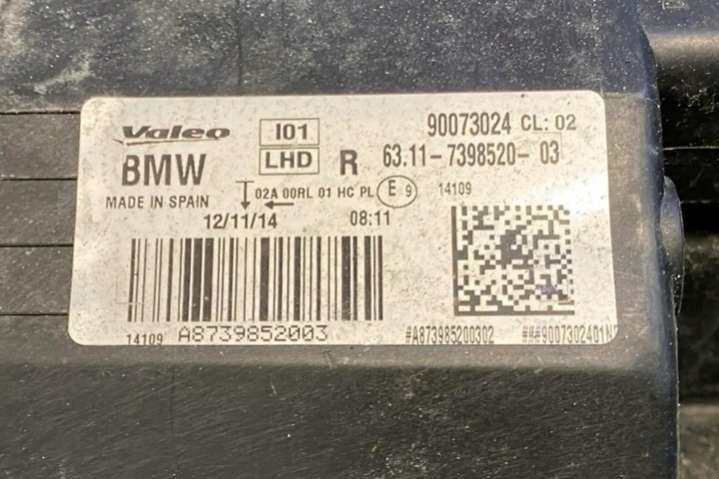 Valeo I01 90073024 CL: 02
BMW LHD R 63.11-7398520-03
MADE IN SPAIN 02A 00RL 01 HC PL E 9 14109
12/11/14 08:11
14109 A8739852003 #A873985200302 ###9007302401N